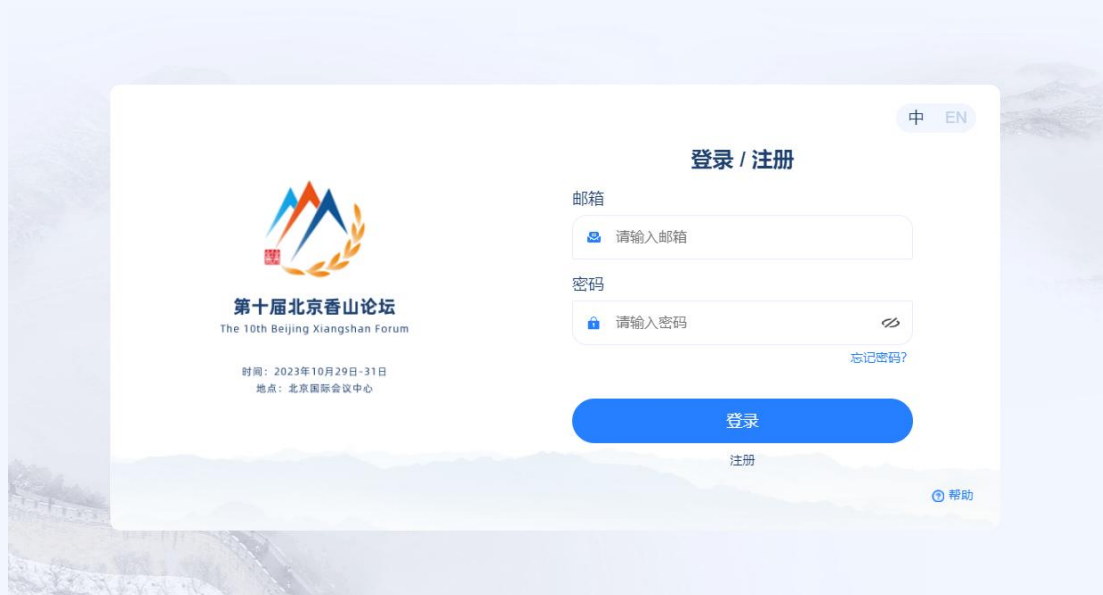 中 EN
登录 / 注册
邮箱
请输入邮箱
密码
请输入密码
忘记密码?
登录
注册
帮助
第十届北京香山论坛
The 10th Beijing Xiangshan Forum
时间：2023年10月29日-31日
地点：北京国际会议中心